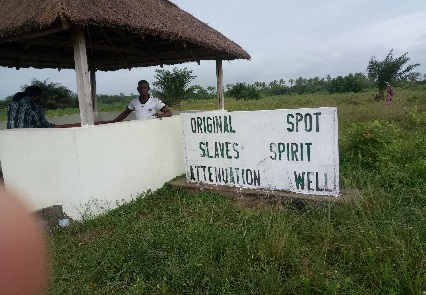 ORIGINAL SPOT
SLAVES SPIRIT
ATTENUATION WELL